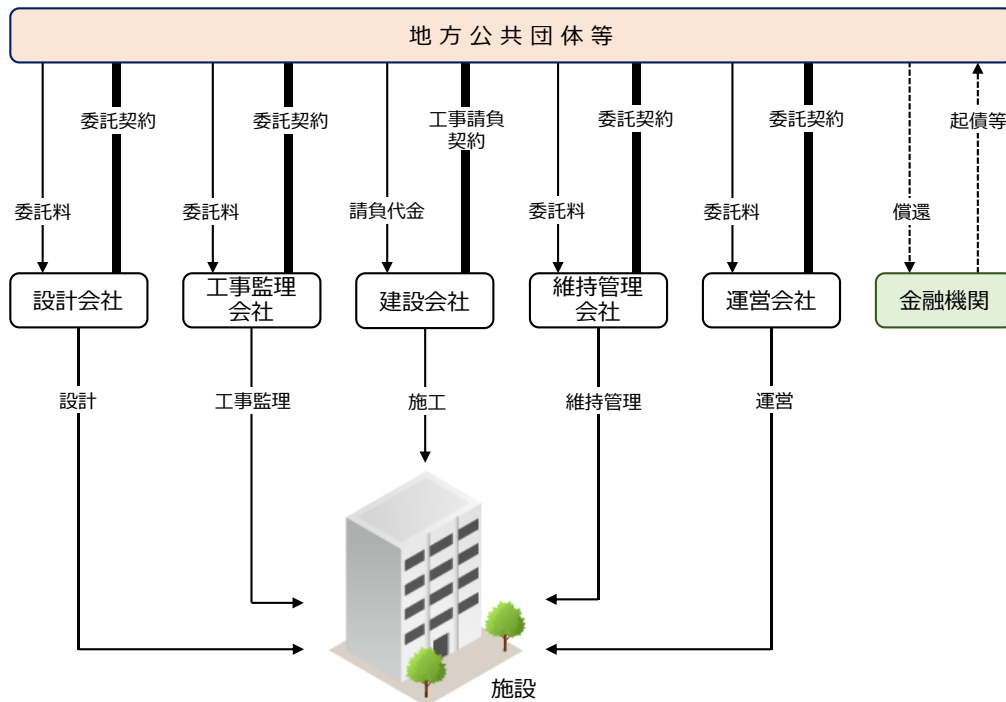 地方公共団体等
委託契約
委託契約
工事請負
契約
委託契約
委託契約
起債等
委託料
委託料
請負代金
委託料
委託料
償還
設計会社
工事監理
会社
建設会社
維持管理
会社
運営会社
金融機関
設計
工事監理
施工
維持管理
運営
施設